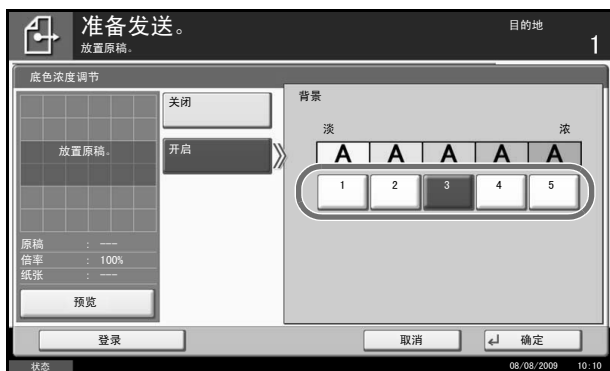 准备发送。
放置原稿。
目的地
1
底色浓度调节
放置原稿。
原稿 : ---
倍率 : 100%
纸张 : ---
预览
关闭
开启
背景
淡 浓
A A A A A
1 2 3 4 5
登录 取消 确定
状态 08/08/2009 10:10